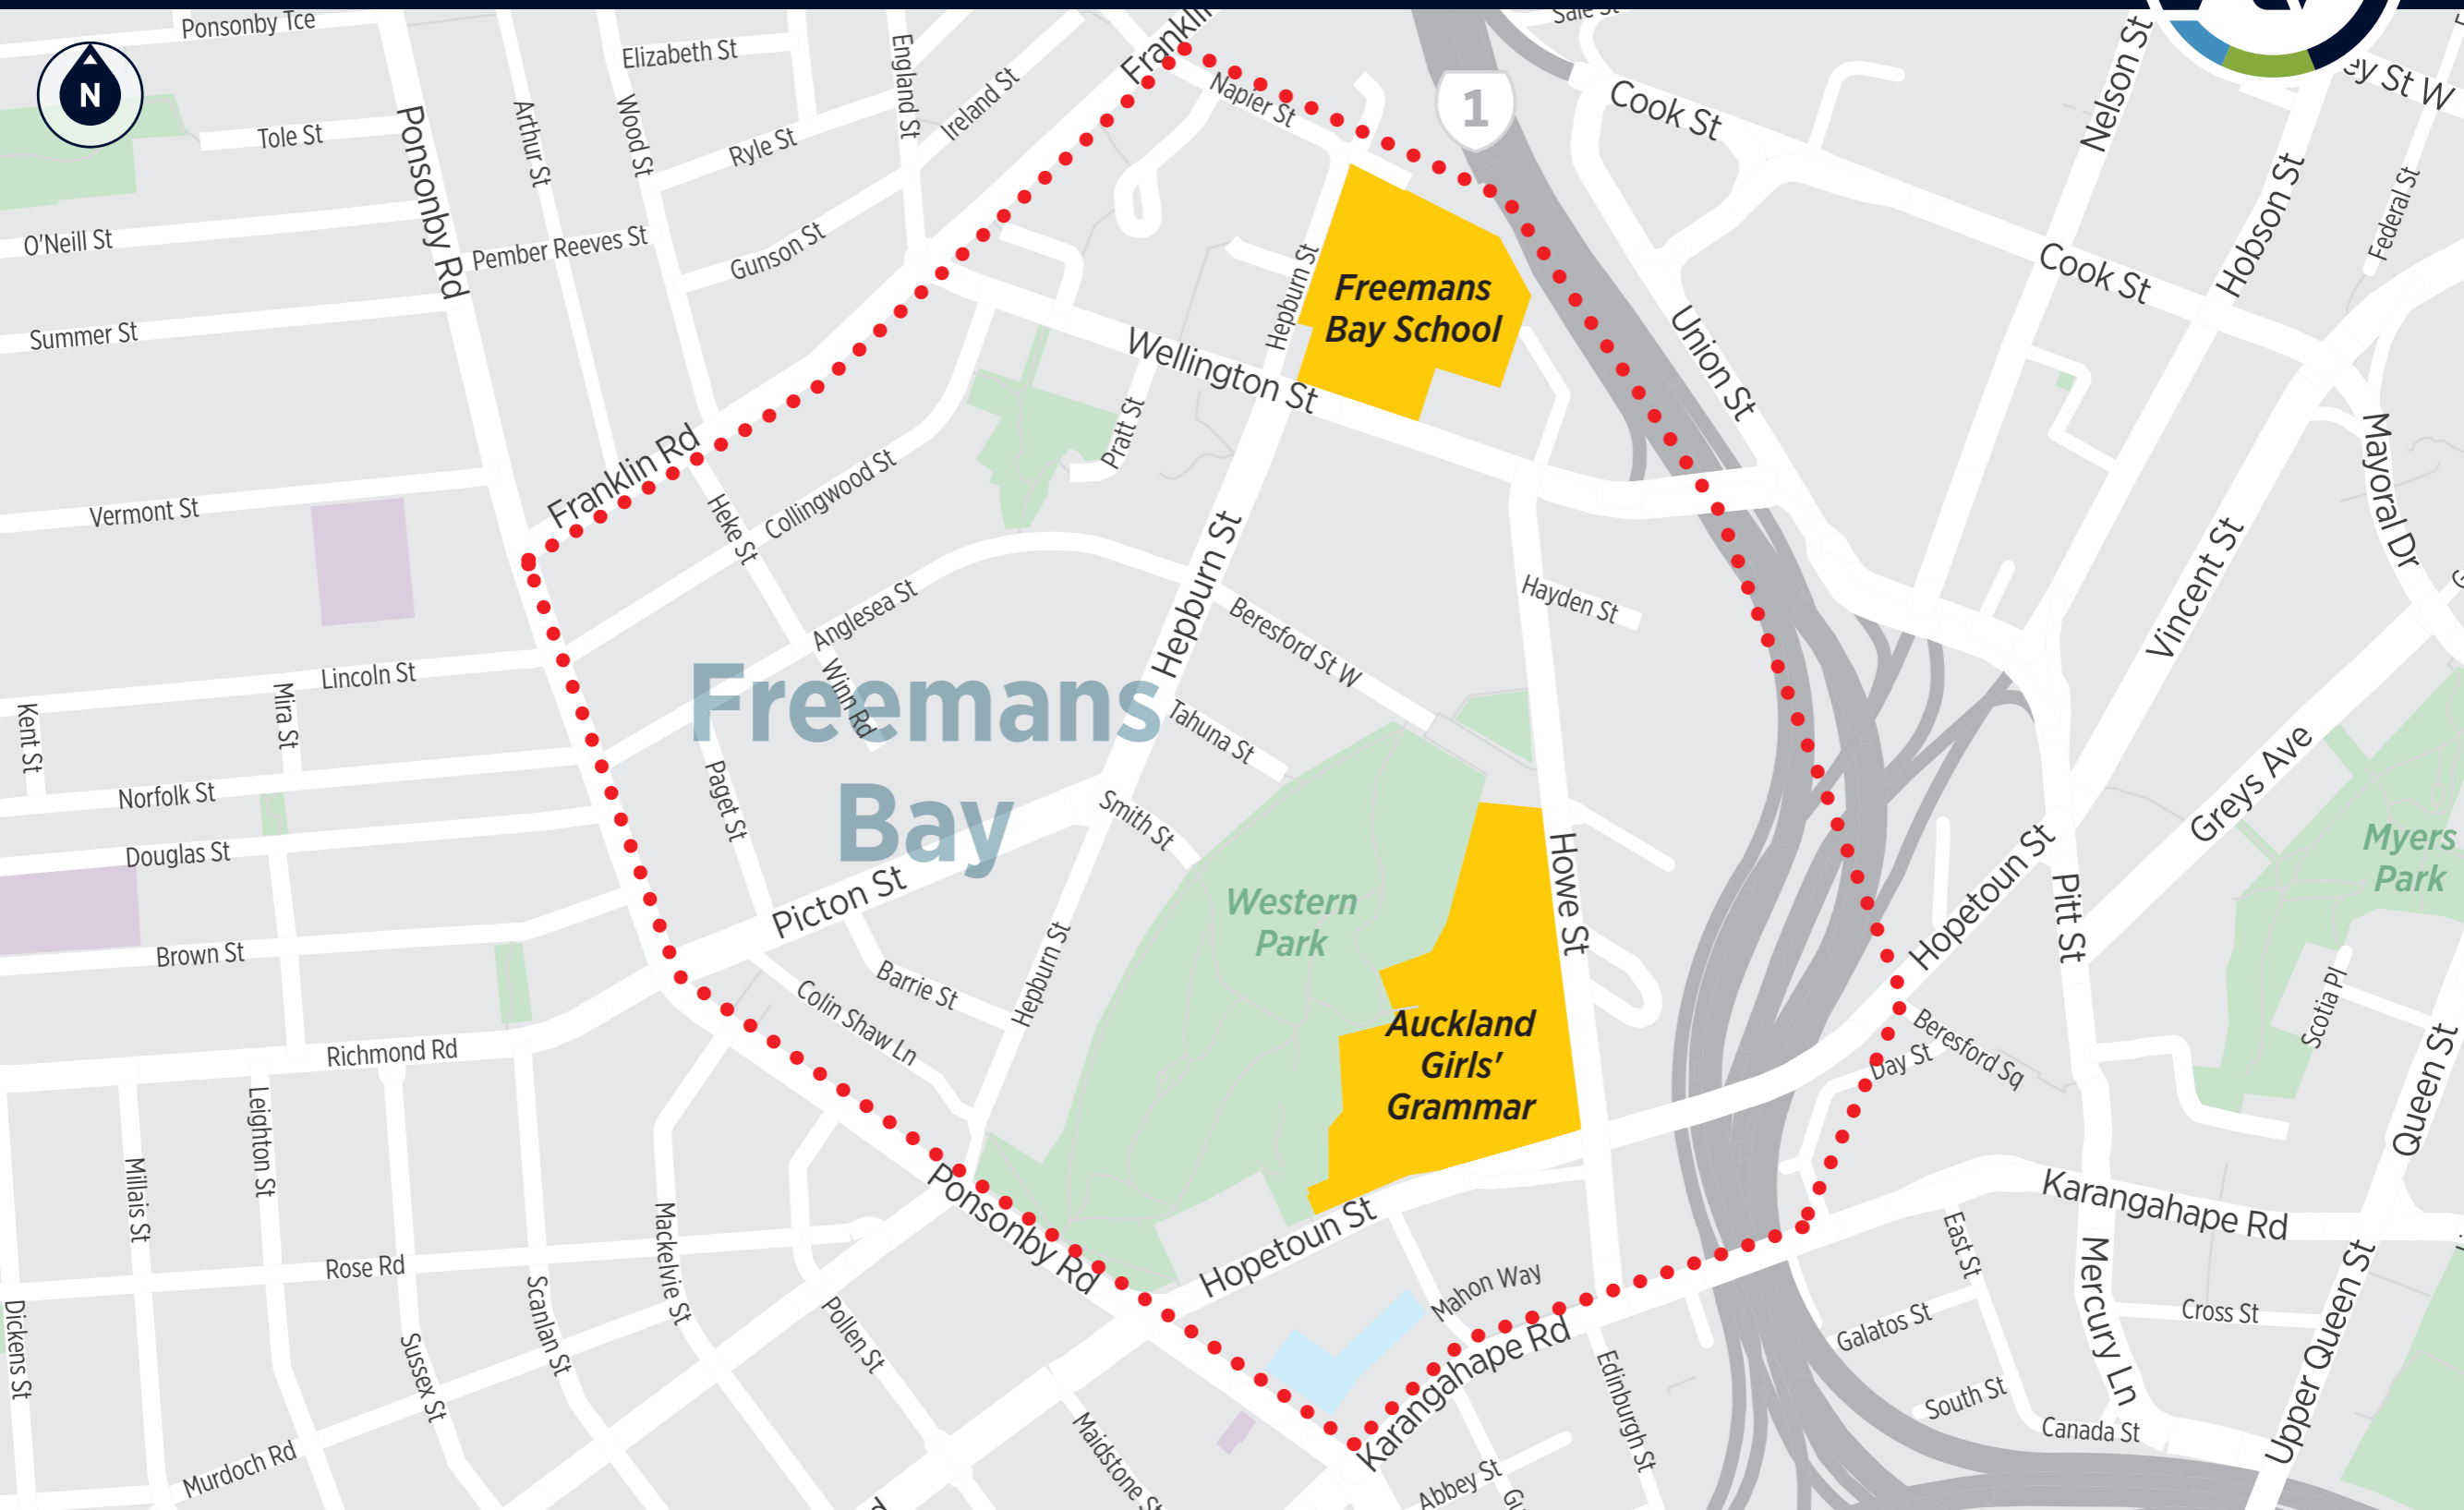 Ponsonby Tce
Elizabeth St
England St
Franklin
Sale St
Nelson St
ey St W
N
Tole St
Ponsonby Rd
Arthur St
Wood St
Ryle St
Ireland St
Napier St
1
Cook St
Hobson St
Federal St
O'Neill St
Pember Reeves St
Gunson St
Hepburn St
Freemans
Bay School
Cook St
Summer St
Wellington St
Union St
Franklin Rd
Pratt St
Mayoral Dr
Vermont St
Heke St
Collingwood St
Hepburn St
Vincent St
Anglesea St
Beresford St W
Hayden St
Lincoln St
Mira St
Kent St
Freemans
Bay
Winn Rd
Tahuna St
Norfolk St
Paget St
Smith St
Greys Ave
Myers
Park
Douglas St
Picton St
Western
Park
Howe St
Hopetoun St
Pitt St
Brown St
Barrie St
Hepburn St
Colin Shaw Ln
Auckland
Girls'
Grammar
Beresford Sq
Day St
Scotia Pl
Queen St
Richmond Rd
Leighton St
Millais St
Ponsonby Rd
Karangahape Rd
Mackelvie St
Hopetoun St
East St
Rose Rd
Scanlan St
Mahon Way
Mercury Ln
Cross St
Dickens St
Sussex St
Pollen St
Karangahape Rd
Galatos St
Upper Queen St
Edinburgh St
South St
Canada St
Murdoch Rd
Maidstone St
Abbey St